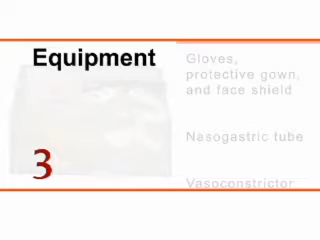 Equipment
Gloves,
protective gown,
and face shield
Nasogastric tube
Vasoconstrictor
3